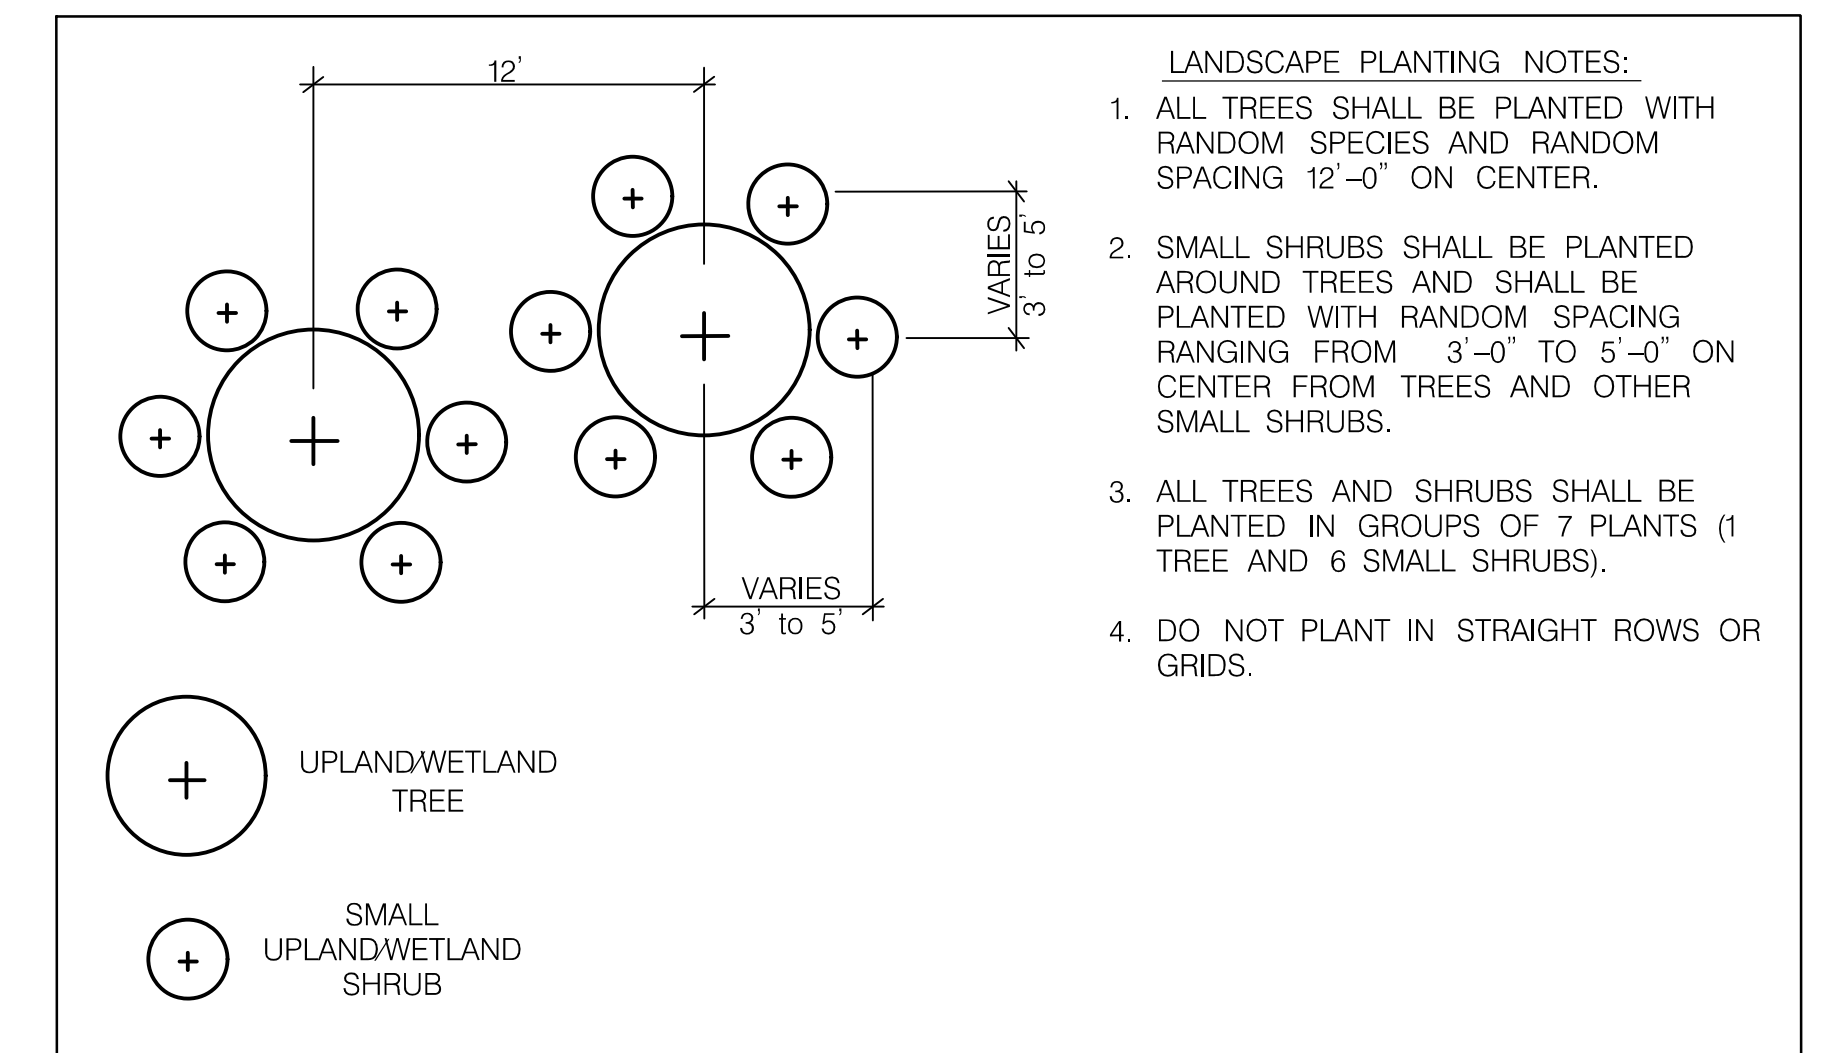 12'
VARIES
3' to 5'
VARIES
3' to 5'
UPLAND/WETLAND
TREE
SMALL
UPLAND/WETLAND
SHRUB
LANDSCAPE PLANTING NOTES:
1. ALL TREES SHALL BE PLANTED WITH
RANDOM SPECIES AND RANDOM
SPACING 12'–0" ON CENTER.
2. SMALL SHRUBS SHALL BE PLANTED
AROUND TREES AND SHALL BE
PLANTED WITH RANDOM SPACING
RANGING FROM 3'–0" TO 5'–0" ON
CENTER FROM TREES AND OTHER
SMALL SHRUBS.
3. ALL TREES AND SHRUBS SHALL BE
PLANTED IN GROUPS OF 7 PLANTS (1
TREE AND 6 SMALL SHRUBS).
4. DO NOT PLANT IN STRAIGHT ROWS OR
GRIDS.